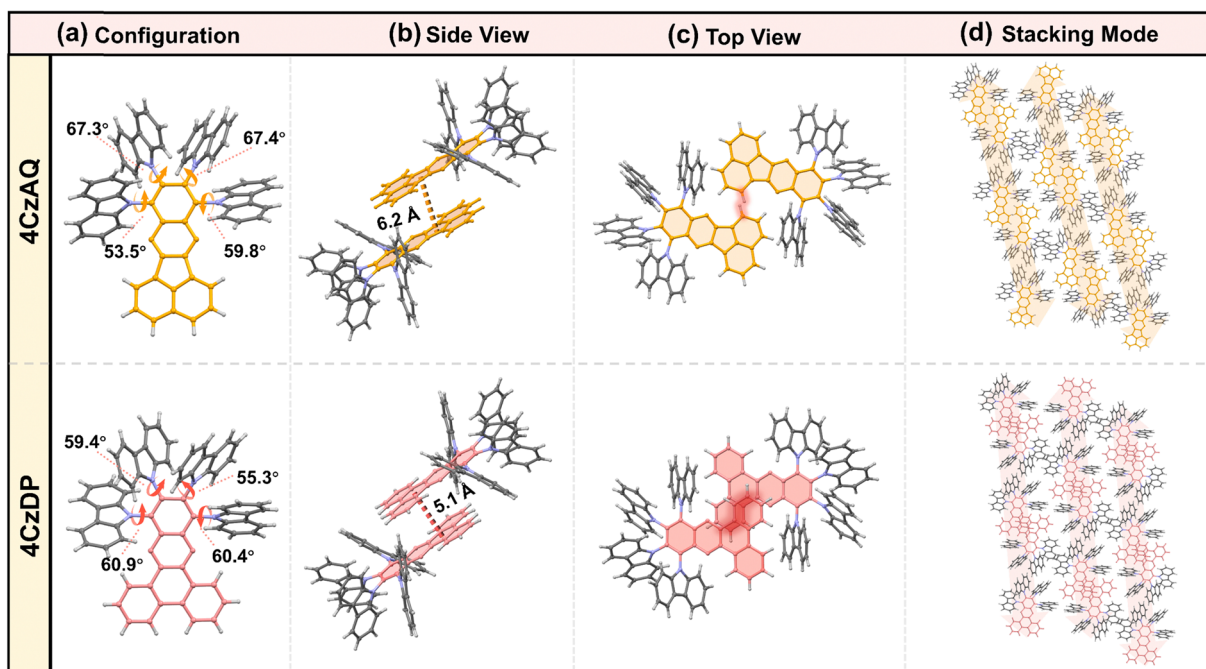 (a) Configuration
(b) Side View
(c) Top View
(d) Stacking Mode
4CzAQ
67.3°
67.4°
53.5°
59.8°
6.2 Å
4CzDP
59.4°
55.3°
60.9°
60.4°
5.1 Å